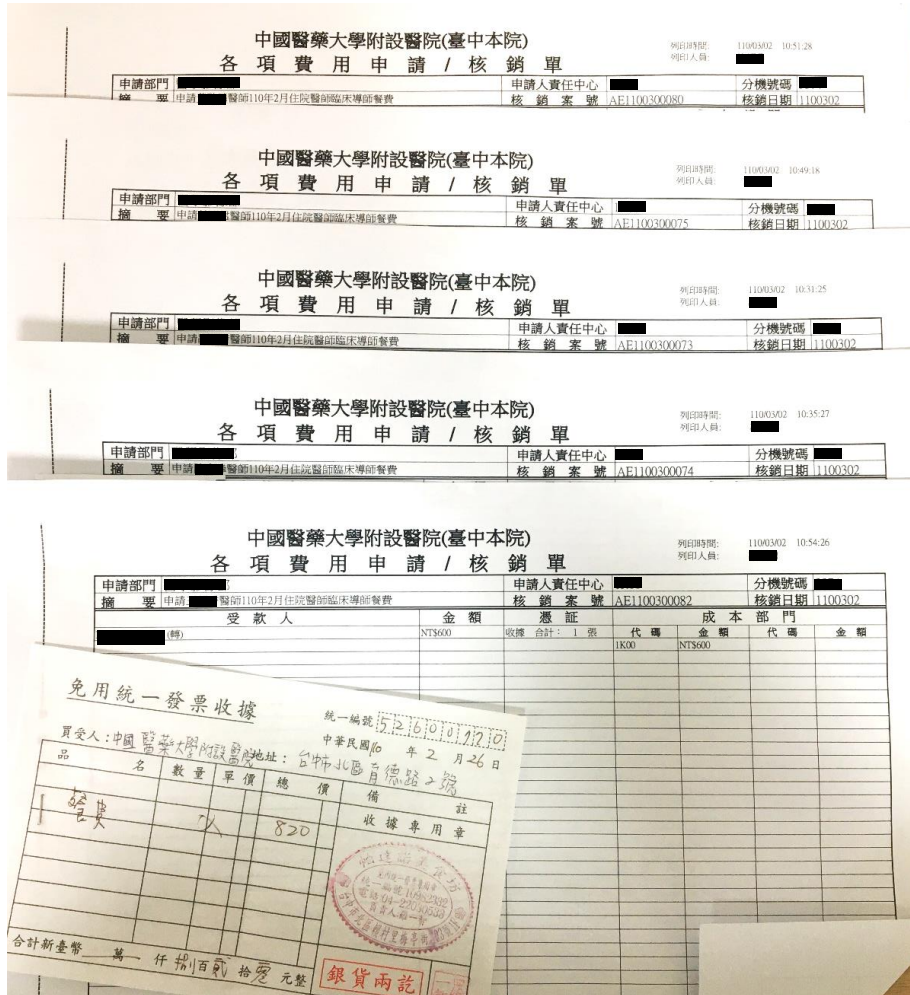 中國醫藥大學附設醫院(臺中本院)
列印時間: 110/03/02 10:51:28
各項費用申請/核銷單
列印人員:
申請部門 申請人責任中心 分機號碼
摘要 申請 醫師110年2月住院醫師臨床導師餐費 核銷案號 AE1100300080 核銷日期 1100302
中國醫藥大學附設醫院(臺中本院)
列印時間: 110/03/02 10:49:18
各項費用申請/核銷單
列印人員:
申請部門 申請人責任中心 分機號碼
摘要 申請 醫師110年2月住院醫師臨床導師餐費 核銷案號 AE1100300075 核銷日期 1100302
中國醫藥大學附設醫院(臺中本院)
列印時間: 110/03/02 10:31:25
各項費用申請/核銷單
列印人員:
申請部門 申請人責任中心 分機號碼
摘要 申請 醫師110年2月住院醫師臨床導師餐費 核銷案號 AE1100300073 核銷日期 1100302
中國醫藥大學附設醫院(臺中本院)
列印時間: 110/03/02 10:35:27
各項費用申請/核銷單
列印人員:
申請部門 申請人責任中心 分機號碼
摘要 申請 醫師110年2月住院醫師臨床導師餐費 核銷案號 AE1100300074 核銷日期 1100302
中國醫藥大學附設醫院(臺中本院)
列印時間: 110/03/02 10:54:26
各項費用申請/核銷單
列印人員:
申請部門 申請人責任中心 分機號碼
摘要 申請 醫師110年2月住院醫師臨床導師餐費 核銷案號 AE1100300082 核銷日期 1100302
受款人 金額 憑証 成本部門
(轉) NT$600 收據 合計: 1 張 代碼 金額 代碼 金額
1K00 NT$600
免用統一發票收據
統一編號 52600170
中華民國110年2月26日
買受人:中國醫藥大學附設醫院 地址:台中市北區育德路2號
品名 數量 單價 總價 備註
收據專用章
餐費 820
合計新臺幣 萬 仟捌百貳拾零元整
銀貨兩訖